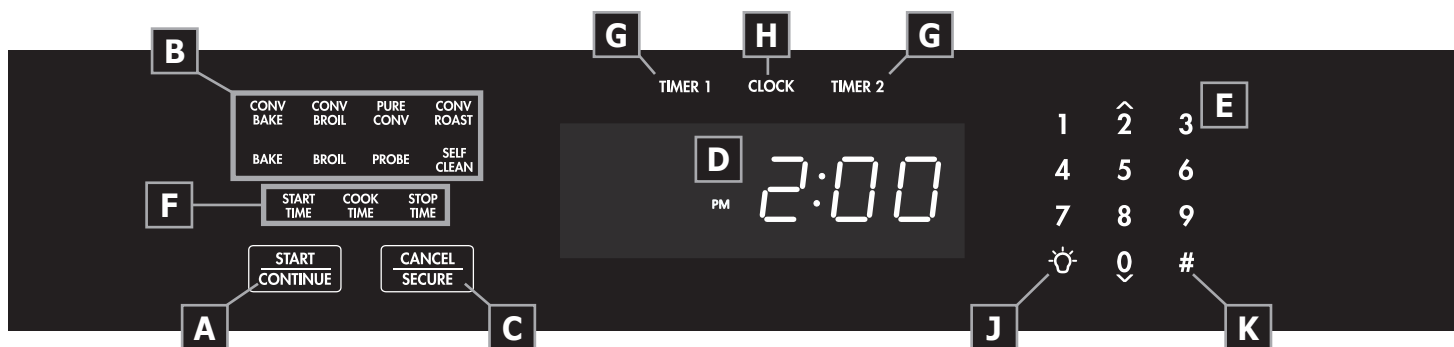 G H G
B
TIMER 1 CLOCK TIMER 2
E
CONV CONV PURE CONV
BAKE BROIL CONV ROAST
1 2 3
BAKE BROIL PROBE SELF
CLEAN
D
PM 2:00
4 5 6
F
START COOK STOP
TIME TIME TIME
7 8 9
START CANCEL
CONTINUE SECURE
0 #
A C J K